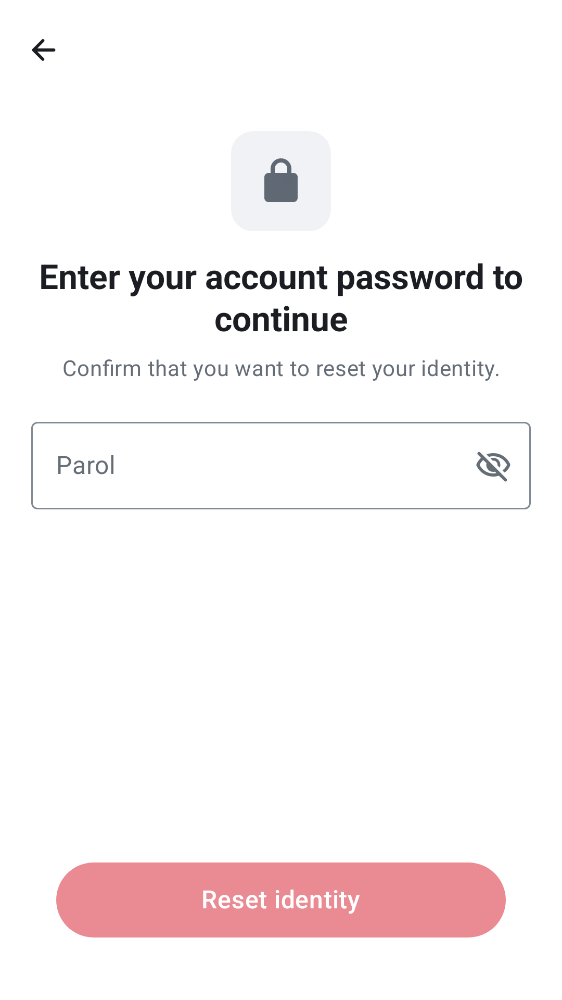 Enter your account password to
continue
Confirm that you want to reset your identity.
Parol
Reset identity